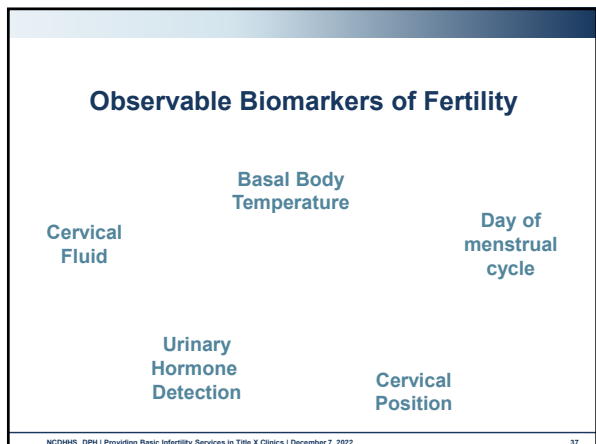 Observable Biomarkers of Fertility
Basal Body
Temperature
Cervical
Fluid
Day of
menstrual
cycle
Urinary
Hormone
Detection
Cervical
Position
NCDHHS, DPH | Providing Basic Infertility Services in Title X Clinics | December 7, 2022
37